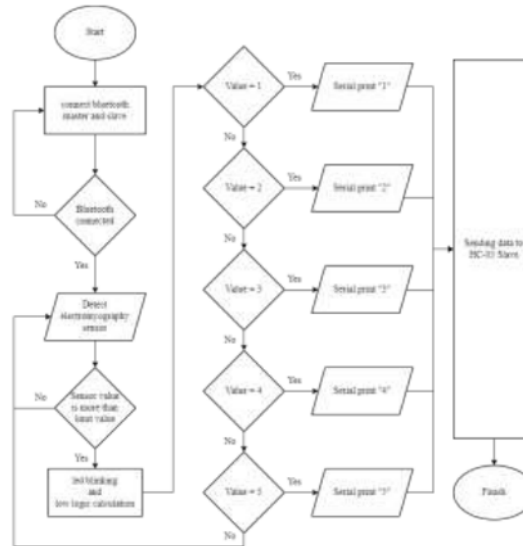 Start
connect bluetooth
master and slave
Bluetooth
connected
No
Yes
Detect
electromyography
sensor
Sensor value
is more than
limit value
No
Yes
led blinking
and
low logic calculation
Value = 1
Yes
Serial print "1"
No
Value = 2
Yes
Serial print "2"
No
Value = 3
Yes
Serial print "3"
No
Value = 4
Yes
Serial print "4"
No
Value = 5
Yes
Serial print "5"
No
Sending data to
HC-05 Slave
Finish